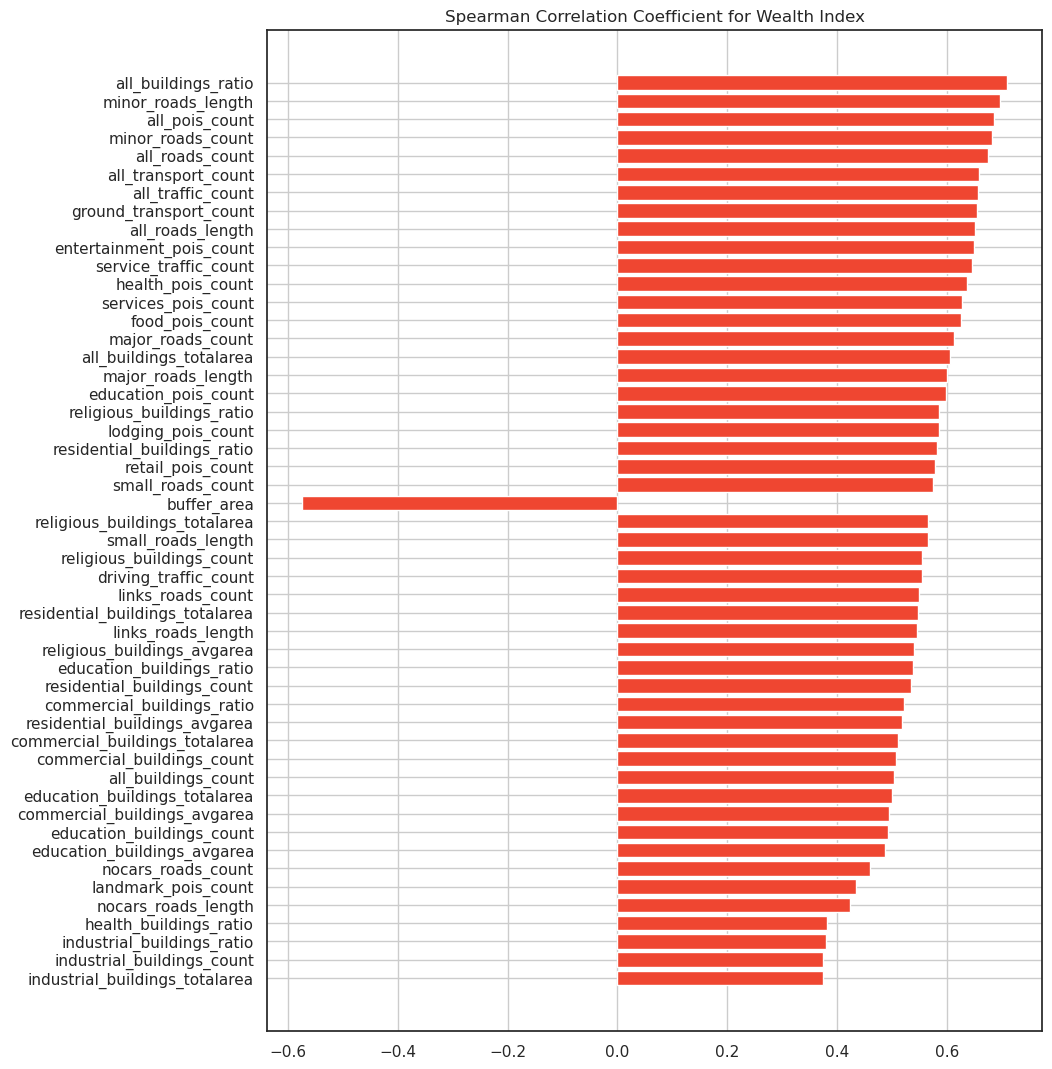 Spearman Correlation Coefficient for Wealth Index
all_buildings_ratio
minor_roads_length
all_pois_count
minor_roads_count
all_roads_count
all_transport_count
all_traffic_count
ground_transport_count
all_roads_length
entertainment_pois_count
service_traffic_count
health_pois_count
services_pois_count
food_pois_count
major_roads_count
all_buildings_totalarea
major_roads_length
education_pois_count
religious_buildings_ratio
lodging_pois_count
residential_buildings_ratio
retail_pois_count
small_roads_count
buffer_area
religious_buildings_totalarea
small_roads_length
religious_buildings_count
driving_traffic_count
links_roads_count
residential_buildings_totalarea
links_roads_length
religious_buildings_avgarea
education_buildings_ratio
residential_buildings_count
commercial_buildings_ratio
residential_buildings_avgarea
commercial_buildings_totalarea
commercial_buildings_count
all_buildings_count
education_buildings_totalarea
commercial_buildings_avgarea
education_buildings_count
education_buildings_avgarea
nocars_roads_count
landmark_pois_count
nocars_roads_length
health_buildings_ratio
industrial_buildings_ratio
industrial_buildings_count
industrial_buildings_totalarea
−0.6 −0.4 −0.2 0.0 0.2 0.4 0.6